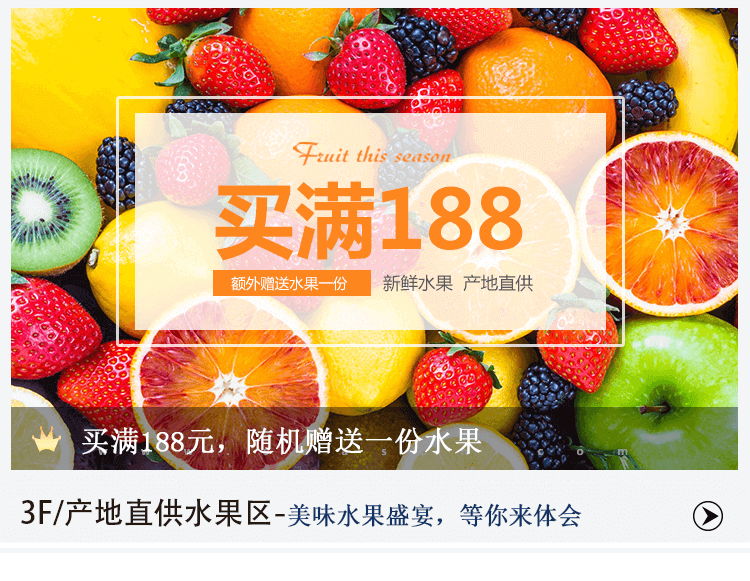 Fruit this season
买满188
额外赠送水果一份 新鲜水果 产地直供
买满188元，随机赠送一份水果
3F/产地直供水果区-美味水果盛宴，等你来体会